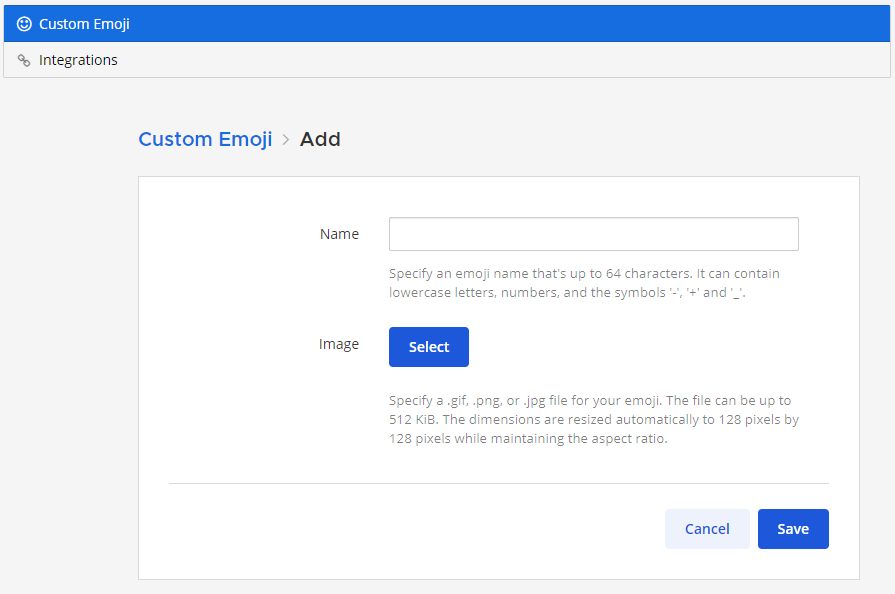 Custom Emoji
Integrations
Custom Emoji > Add
Name
Specify an emoji name that's up to 64 characters. It can contain
lowercase letters, numbers, and the symbols '-', '+' and '_'.
Image
Select
Specify a .gif, .png, or .jpg file for your emoji. The file can be up to
512 KiB. The dimensions are resized automatically to 128 pixels by
128 pixels while maintaining the aspect ratio.
Cancel
Save